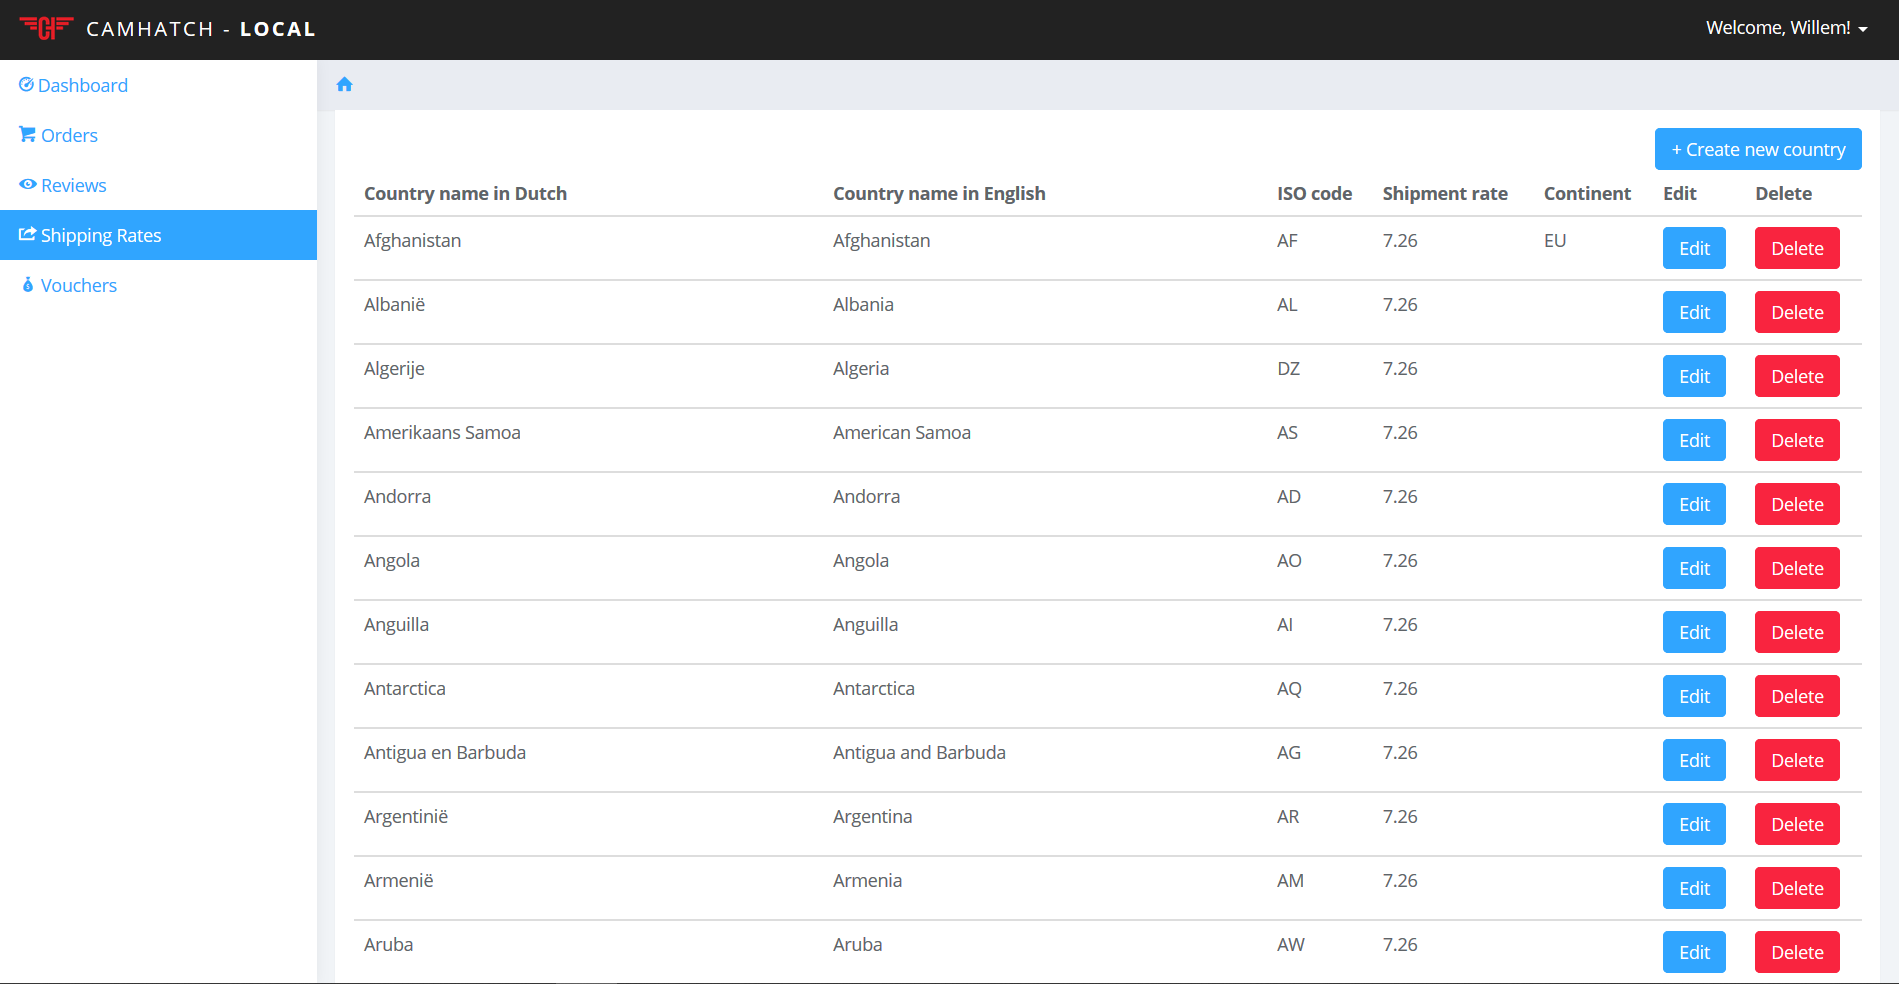 CAMHATCH - LOCAL
Welcome, Willem!
Dashboard
Orders
Reviews
Shipping Rates
Vouchers
+ Create new country
Country name in Dutch Country name in English ISO code Shipment rate Continent Edit Delete
Afghanistan Afghanistan AF 7.26 EU Edit Delete
Albanië Albania AL 7.26 Edit Delete
Algerije Algeria DZ 7.26 Edit Delete
Amerikaans Samoa American Samoa AS 7.26 Edit Delete
Andorra Andorra AD 7.26 Edit Delete
Angola Angola AO 7.26 Edit Delete
Anguilla Anguilla AI 7.26 Edit Delete
Antarctica Antarctica AQ 7.26 Edit Delete
Antigua en Barbuda Antigua and Barbuda AG 7.26 Edit Delete
Argentinië Argentina AR 7.26 Edit Delete
Armenië Armenia AM 7.26 Edit Delete
Aruba Aruba AW 7.26 Edit Delete